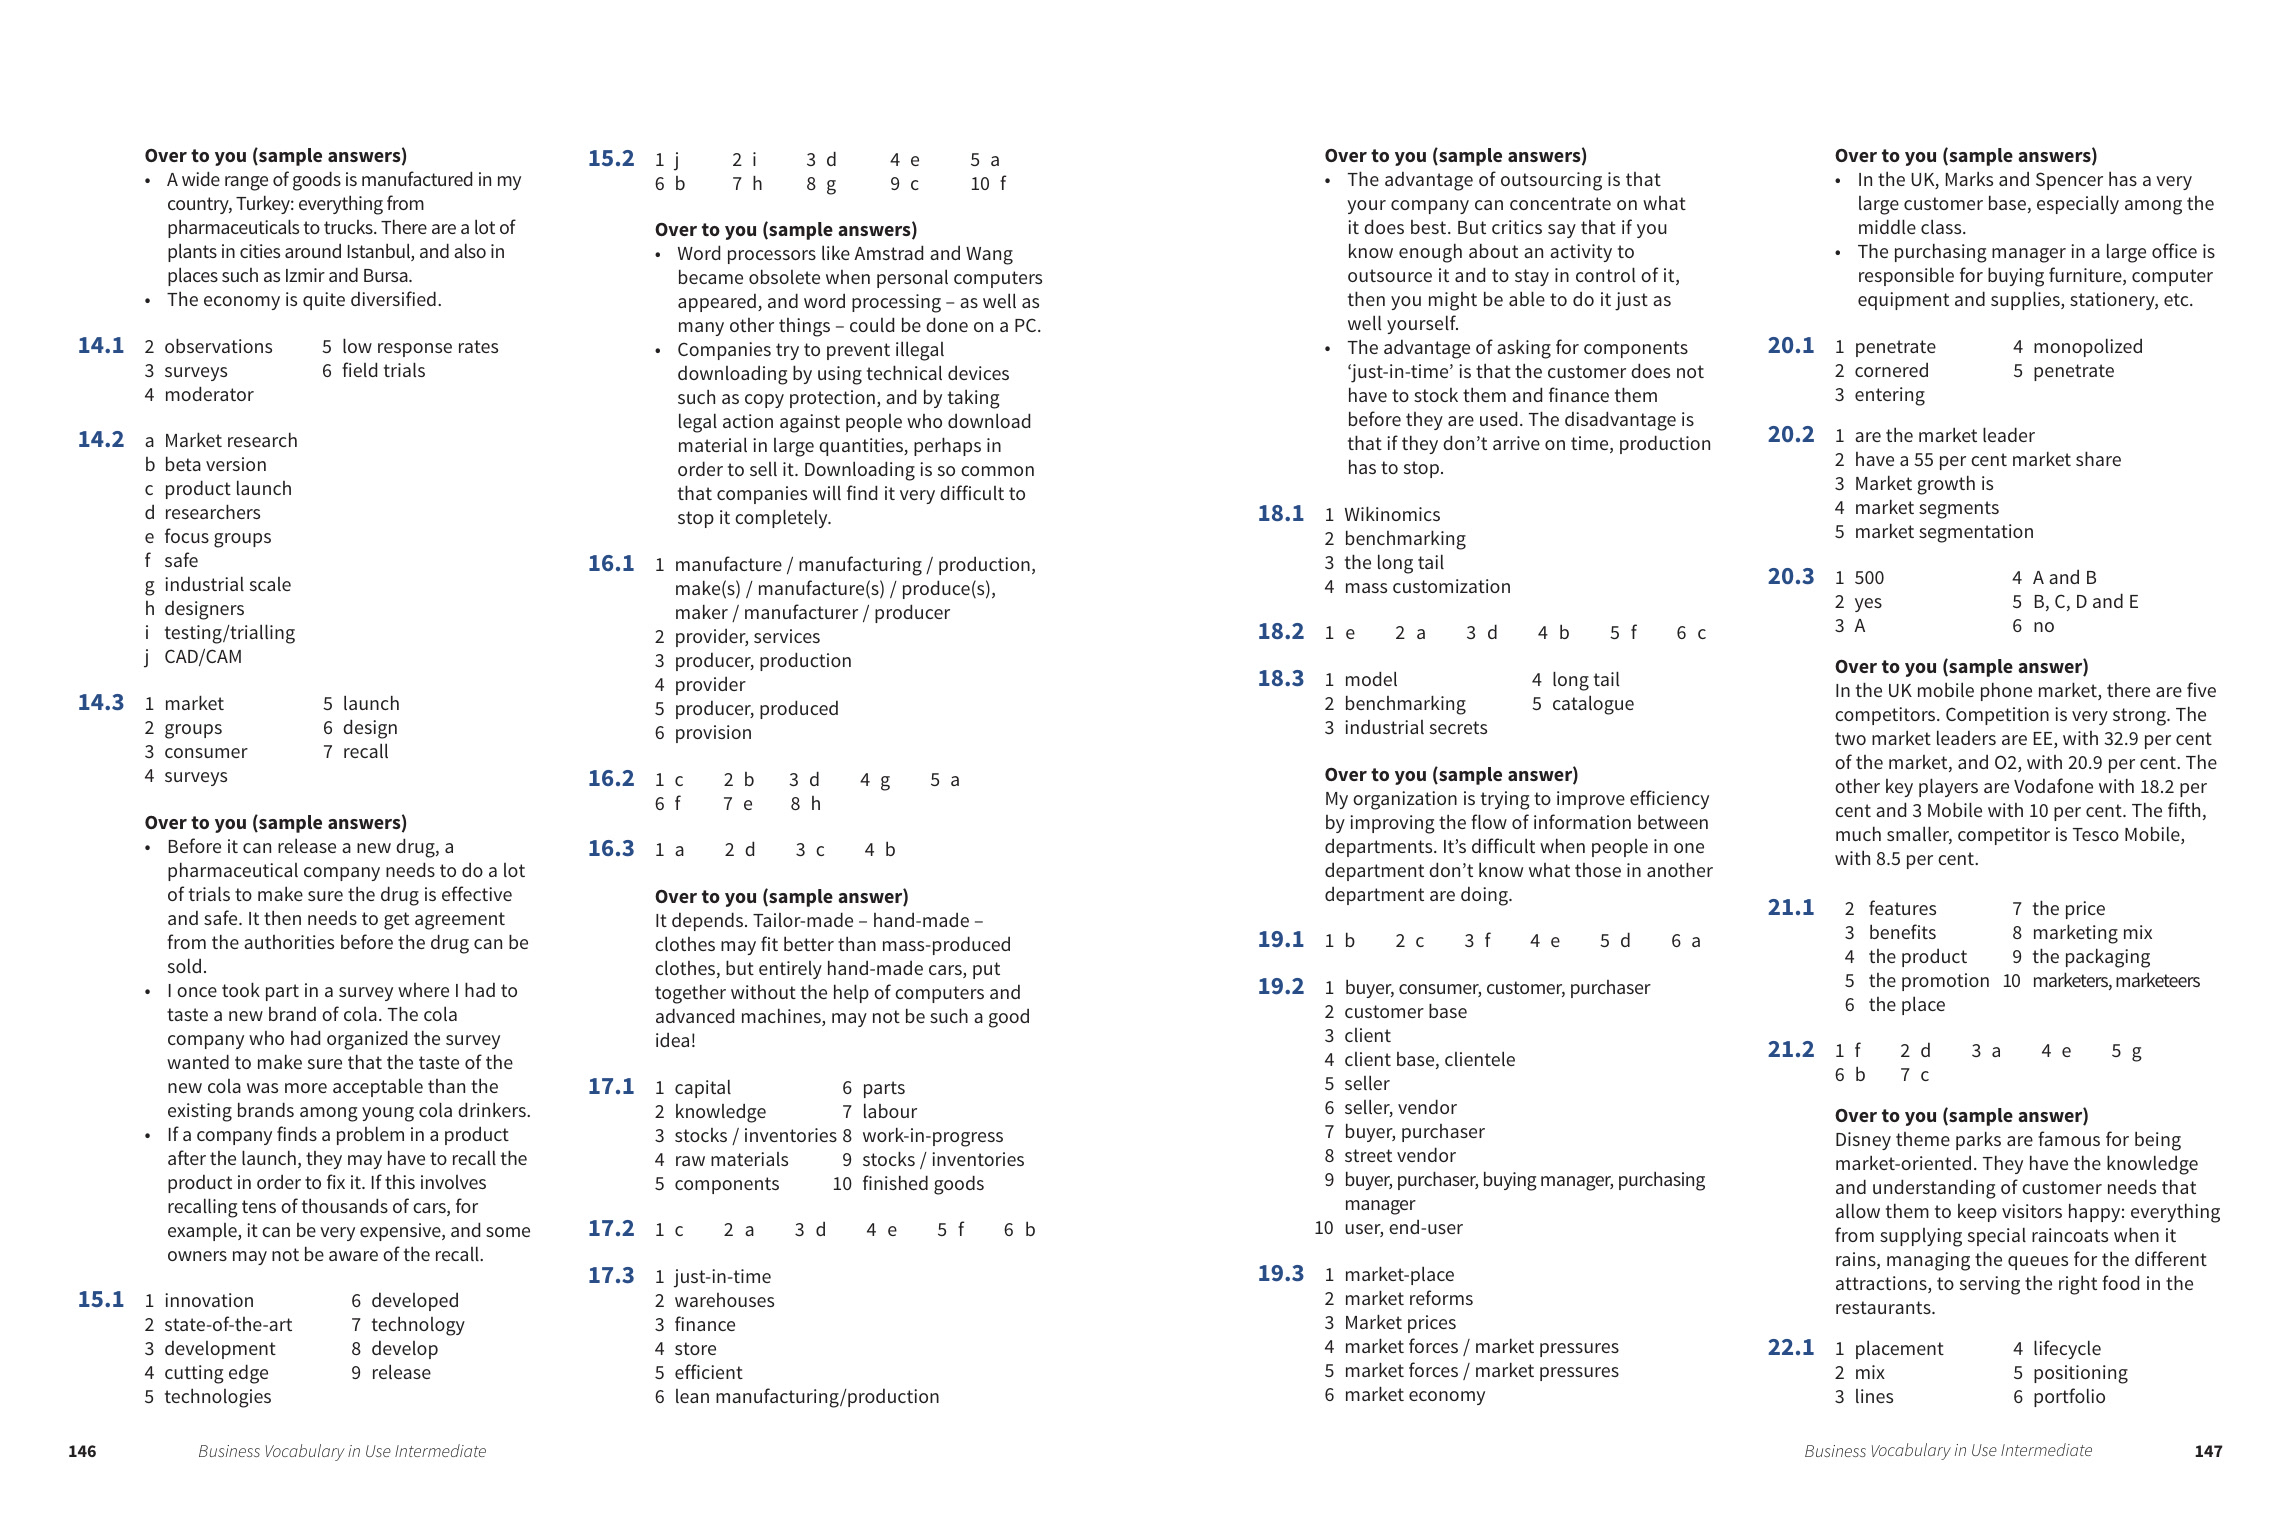 Over to you (sample answers)
• A wide range of goods is manufactured in my
country, Turkey: everything from
pharmaceuticals to trucks. There are a lot of
plants in cities around Istanbul, and also in
places such as Izmir and Bursa.
• The economy is quite diversified.
14.1 2 observations 5 low response rates
3 surveys 6 field trials
4 moderator
14.2 a Market research
b beta version
c product launch
d researchers
e focus groups
f safe
g industrial scale
h designers
i testing/trialling
j CAD/CAM
14.3 1 market 5 launch
2 groups 6 design
3 consumer 7 recall
4 surveys
Over to you (sample answers)
• Before it can release a new drug, a
pharmaceutical company needs to do a lot
of trials to make sure the drug is effective
and safe. It then needs to get agreement
from the authorities before the drug can be
sold.
• I once took part in a survey where I had to
taste a new brand of cola. The cola
company who had organized the survey
wanted to make sure that the taste of the
new cola was more acceptable than the
existing brands among young cola drinkers.
• If a company finds a problem in a product
after the launch, they may have to recall the
product in order to fix it. If this involves
recalling tens of thousands of cars, for
example, it can be very expensive, and some
owners may not be aware of the recall.
15.1 1 innovation 6 developed
2 state-of-the-art 7 technology
3 development 8 develop
4 cutting edge 9 release
5 technologies
15.2 1 j 2 i 3 d 4 e 5 a
6 b 7 h 8 g 9 c 10 f
Over to you (sample answers)
• Word processors like Amstrad and Wang
became obsolete when personal computers
appeared, and word processing – as well as
many other things – could be done on a PC.
• Companies try to prevent illegal
downloading by using technical devices
such as copy protection, and by taking
legal action against people who download
material in large quantities, perhaps in
order to sell it. Downloading is so common
that companies will find it very difficult to
stop it completely.
16.1 1 manufacture / manufacturing / production,
make(s) / manufacture(s) / produce(s),
maker / manufacturer / producer
2 provider, services
3 producer, production
4 provider
5 producer, produced
6 provision
16.2 1 c 2 b 3 d 4 g 5 a
6 f 7 e 8 h
16.3 1 a 2 d 3 c 4 b
Over to you (sample answer)
It depends. Tailor-made – hand-made –
clothes may fit better than mass-produced
clothes, but entirely hand-made cars, put
together without the help of computers and
advanced machines, may not be such a good
idea!
17.1 1 capital 6 parts
2 knowledge 7 labour
3 stocks / inventories 8 work-in-progress
4 raw materials 9 stocks / inventories
5 components 10 finished goods
17.2 1 c 2 a 3 d 4 e 5 f 6 b
17.3 1 just-in-time
2 warehouses
3 finance
4 store
5 efficient
6 lean manufacturing/production
146 Business Vocabulary in Use Intermediate
Over to you (sample answers)
• The advantage of outsourcing is that
your company can concentrate on what
it does best. But critics say that if you
know enough about an activity to
outsource it and to stay in control of it,
then you might be able to do it just as
well yourself.
• The advantage of asking for components
‘just-in-time’ is that the customer does not
have to stock them and finance them
before they are used. The disadvantage is
that if they don’t arrive on time, production
has to stop.
18.1 1 Wikinomics
2 benchmarking
3 the long tail
4 mass customization
18.2 1 e 2 a 3 d 4 b 5 f 6 c
18.3 1 model 4 long tail
2 benchmarking 5 catalogue
3 industrial secrets
Over to you (sample answer)
My organization is trying to improve efficiency
by improving the flow of information between
departments. It’s difficult when people in one
department don’t know what those in another
department are doing.
19.1 1 b 2 c 3 f 4 e 5 d 6 a
19.2 1 buyer, consumer, customer, purchaser
2 customer base
3 client
4 client base, clientele
5 seller
6 seller, vendor
7 buyer, purchaser
8 street vendor
9 buyer, purchaser, buying manager, purchasing
manager
10 user, end-user
19.3 1 market-place
2 market reforms
3 Market prices
4 market forces / market pressures
5 market forces / market pressures
6 market economy
Over to you (sample answers)
• In the UK, Marks and Spencer has a very
large customer base, especially among the
middle class.
• The purchasing manager in a large office is
responsible for buying furniture, computer
equipment and supplies, stationery, etc.
20.1 1 penetrate 4 monopolized
2 cornered 5 penetrate
3 entering
20.2 1 are the market leader
2 have a 55 per cent market share
3 Market growth is
4 market segments
5 market segmentation
20.3 1 500 4 A and B
2 yes 5 B, C, D and E
3 A 6 no
Over to you (sample answer)
In the UK mobile phone market, there are five
competitors. Competition is very strong. The
two market leaders are EE, with 32.9 per cent
of the market, and O2, with 20.9 per cent. The
other key players are Vodafone with 18.2 per
cent and 3 Mobile with 10 per cent. The fifth,
much smaller, competitor is Tesco Mobile,
with 8.5 per cent.
21.1 2 features 7 the price
3 benefits 8 marketing mix
4 the product 9 the packaging
5 the promotion 10 marketers, marketeers
6 the place
21.2 1 f 2 d 3 a 4 e 5 g
6 b 7 c
Over to you (sample answer)
Disney theme parks are famous for being
market-oriented. They have the knowledge
and understanding of customer needs that
allow them to keep visitors happy: everything
from supplying special raincoats when it
rains, managing the queues for the different
attractions, to serving the right food in the
restaurants.
22.1 1 placement 4 lifecycle
2 mix 5 positioning
3 lines 6 portfolio
Business Vocabulary in Use Intermediate 147